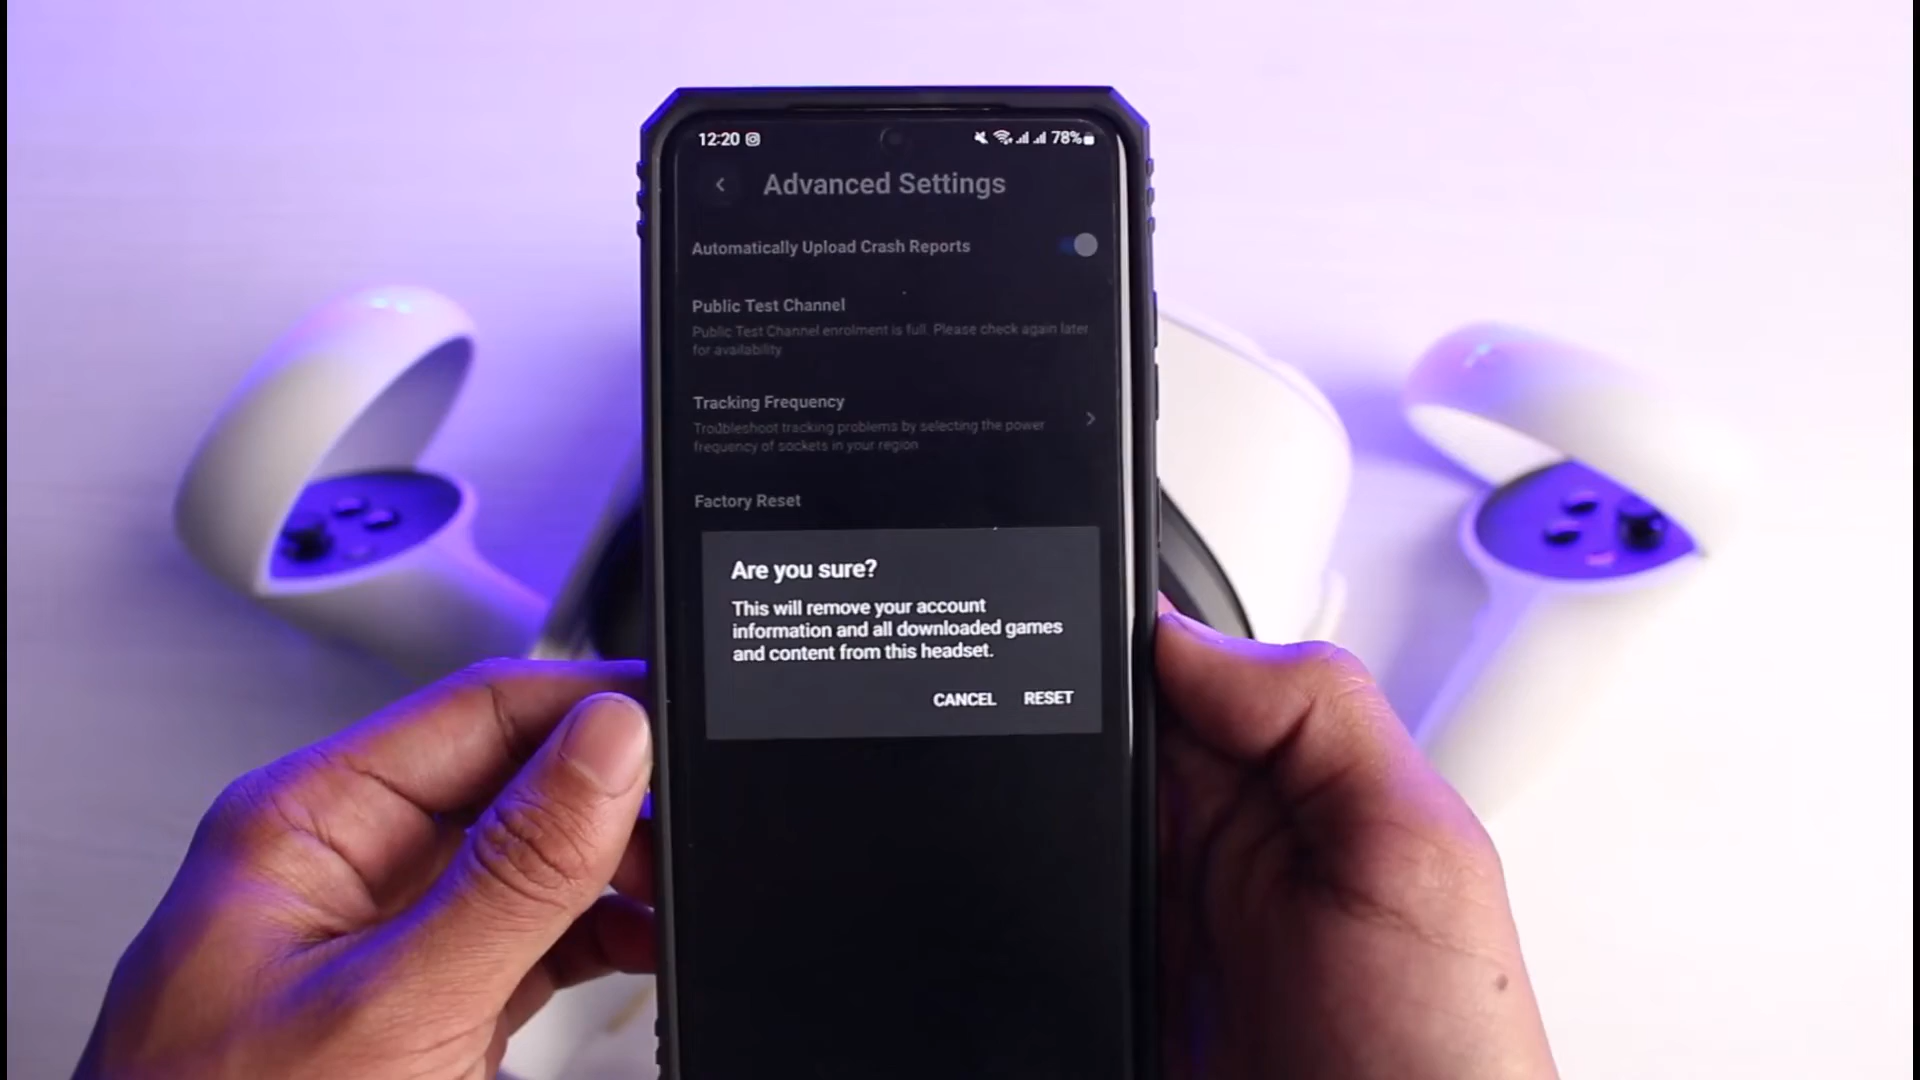 12:20 78%
Advanced Settings
Automatically Upload Crash Reports
Public Test Channel
Public Test Channel enrolment is full. Please check again later
for availability
Tracking Frequency
Troubleshoot tracking problems by selecting the power
frequency of sockets in your region
Factory Reset
Are you sure?
This will remove your account
information and all downloaded games
and content from this headset.
CANCEL RESET